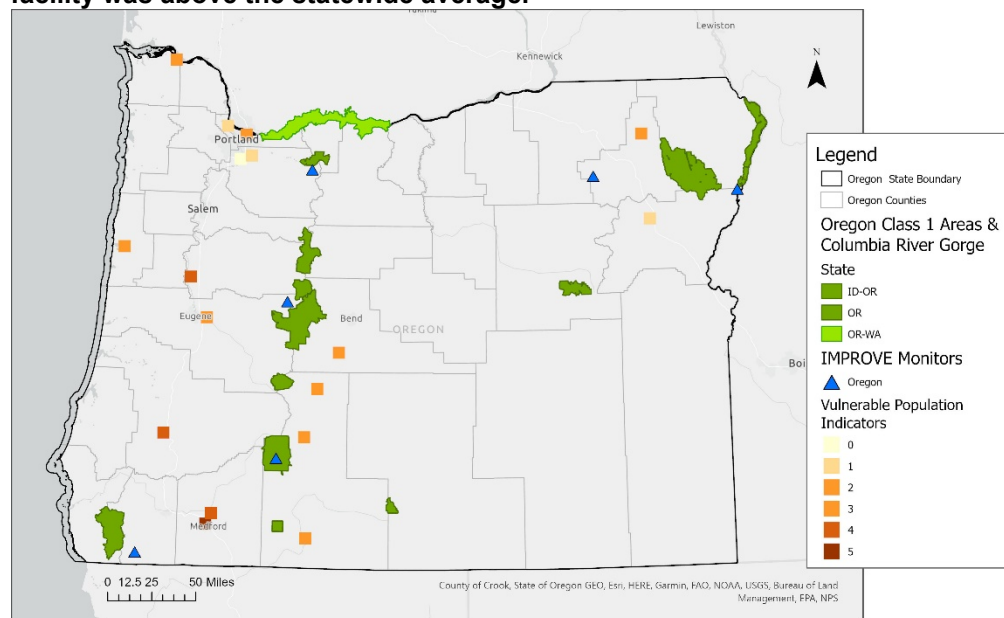 facility was above the statewide average.
Lewiston
Kennewick
N
Portland
Salem
Eugene
Bend
OREGON
Boi
Medford
0 12.5 25 50 Miles
County of Crook, State of Oregon GEO, Esri, HERE, Garmin, FAO, NOAA, USGS, Bureau of Land
Management, EPA, NPS
Legend
Oregon State Boundary
Oregon Counties
Oregon Class 1 Areas &
Columbia River Gorge
State
ID-OR
OR
OR-WA
IMPROVE Monitors
Oregon
Vulnerable Population
Indicators
0
1
2
3
4
5